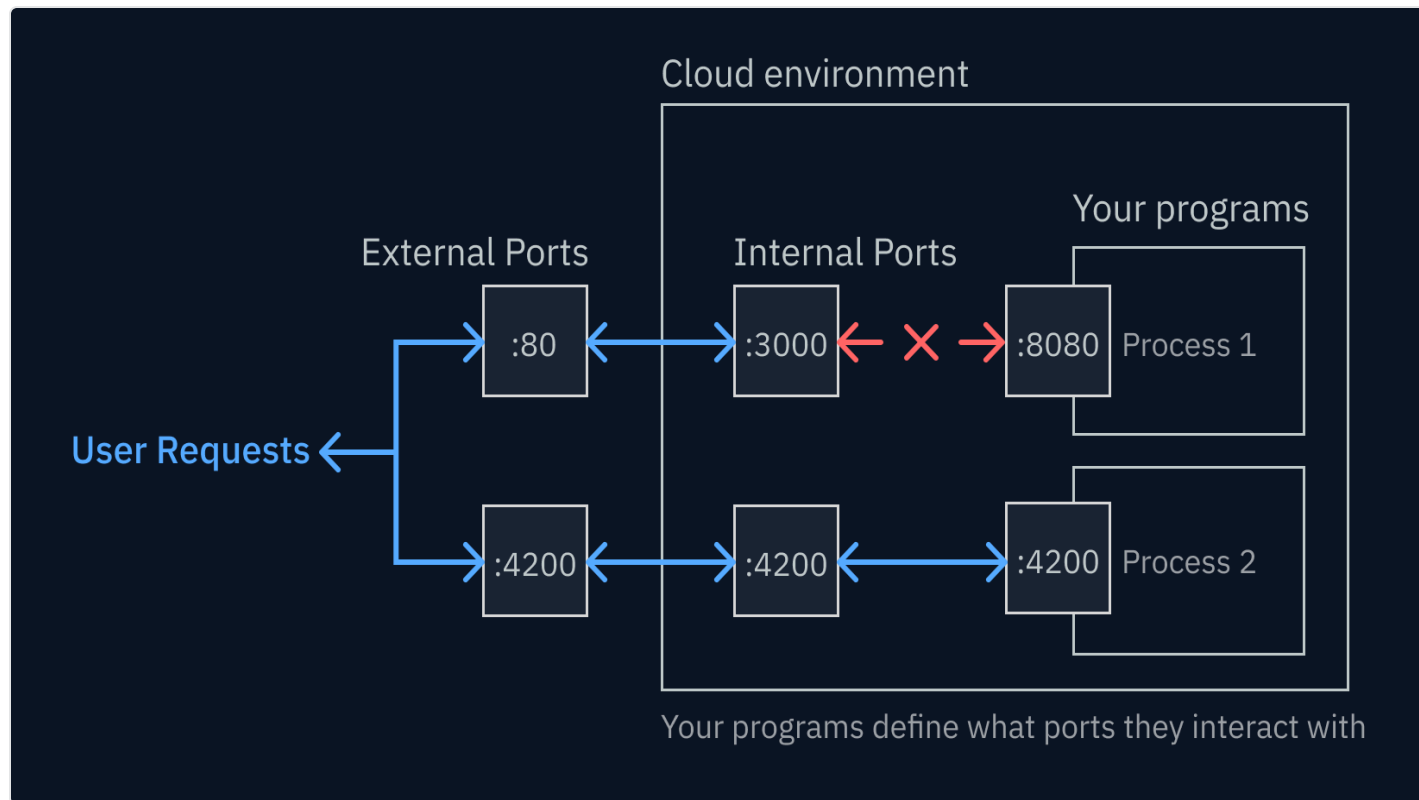 Cloud environment
Your programs
External Ports
Internal Ports
:80
:3000
:8080
Process 1
User Requests
:4200
:4200
:4200
Process 2
Your programs define what ports they interact with